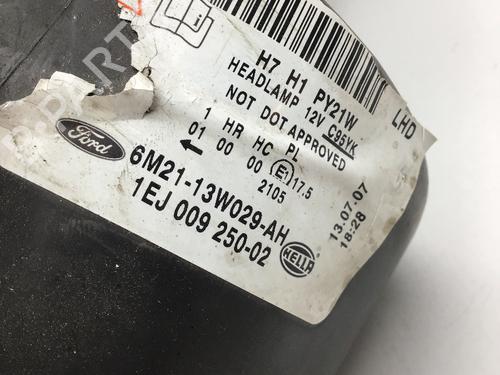 H7 H1 PY21W
HEADLAMP 12V C95VK
NOT DOT APPROVED
LHD
1 HR HC PL
01 00 00 E1 17.5
2105
Ford
6M21-13W029-AH
1EJ 009 250-02
HELLA
13.07.07
18:28